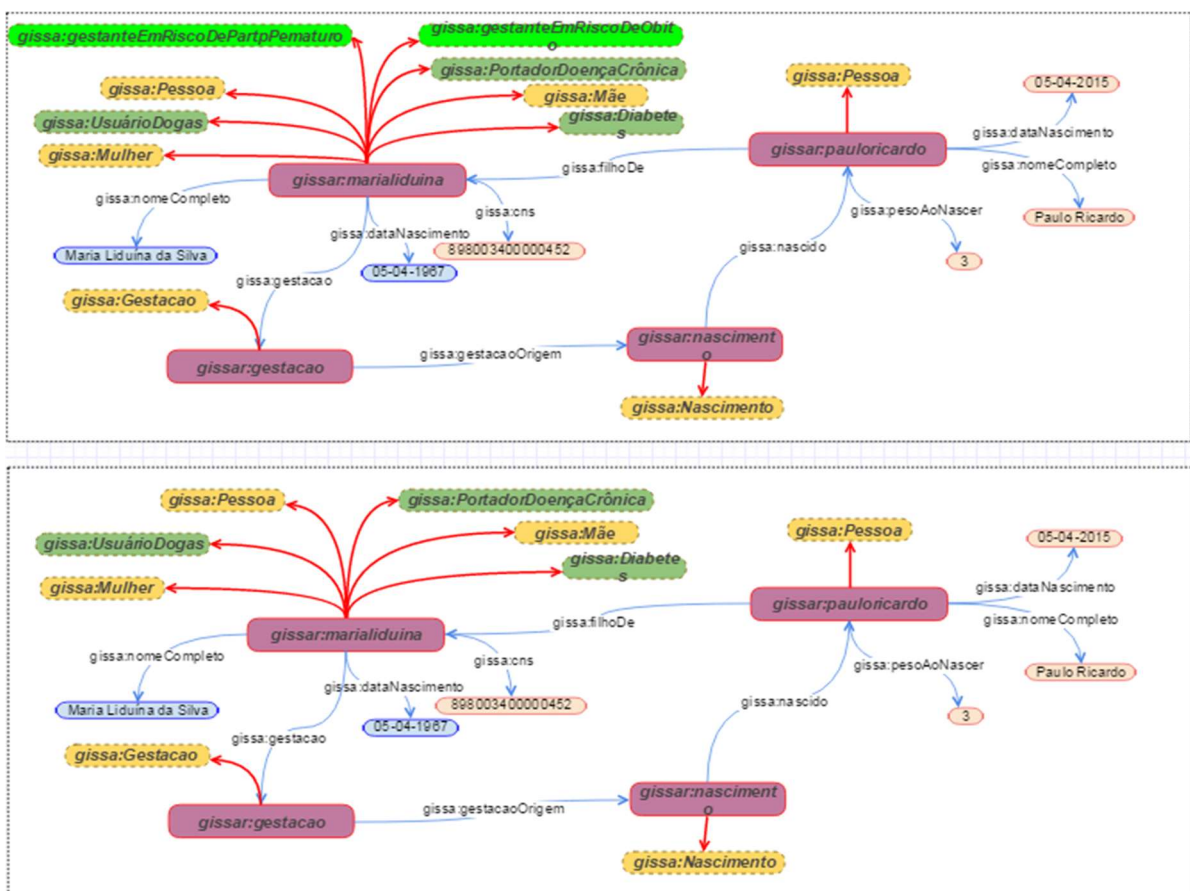 gissa:gestanteEmRiscoDePartpPematuro
gissa:gestanteEmRiscoDeObit
o
gissa:PortadorDoençaCrônica
gissa:Pessoa
gissa:Mãe
gissa:UsuárioDogas
gissa:Diabete
s
gissa:Mulher
gissar:marialiduina
gissa:nomeCompleto
gissa:cns
gissa:dataNascimento
Maria Liduina da Silva
898003400000452
05-04-1967
gissa:gestacao
gissa:Gestacao
gissar:gestacao
gissa:gestacaoOrigem
gissa:filhoDe
gissa:Pessoa
05-04-2015
gissa:dataNascimento
gissar:pauloricardo
gissa:nomeCompleto
gissa:pesoAoNascer
Paulo Ricardo
3
gissa:nascido
gissar:nasciment
o
gissa:Nascimento
gissa:Pessoa
gissa:PortadorDoençaCrônica
gissa:Mãe
gissa:UsuárioDogas
gissa:Diabete
s
gissa:Mulher
gissar:marialiduina
gissa:nomeCompleto
gissa:cns
gissa:dataNascimento
Maria Liduina da Silva
898003400000452
05-04-1967
gissa:gestacao
gissa:Gestacao
gissar:gestacao
gissa:gestacaoOrigem
gissa:filhoDe
gissa:Pessoa
05-04-2015
gissa:dataNascimento
gissar:pauloricardo
gissa:nomeCompleto
gissa:pesoAoNascer
Paulo Ricardo
3
gissa:nascido
gissar:nasciment
o
gissa:Nascimento